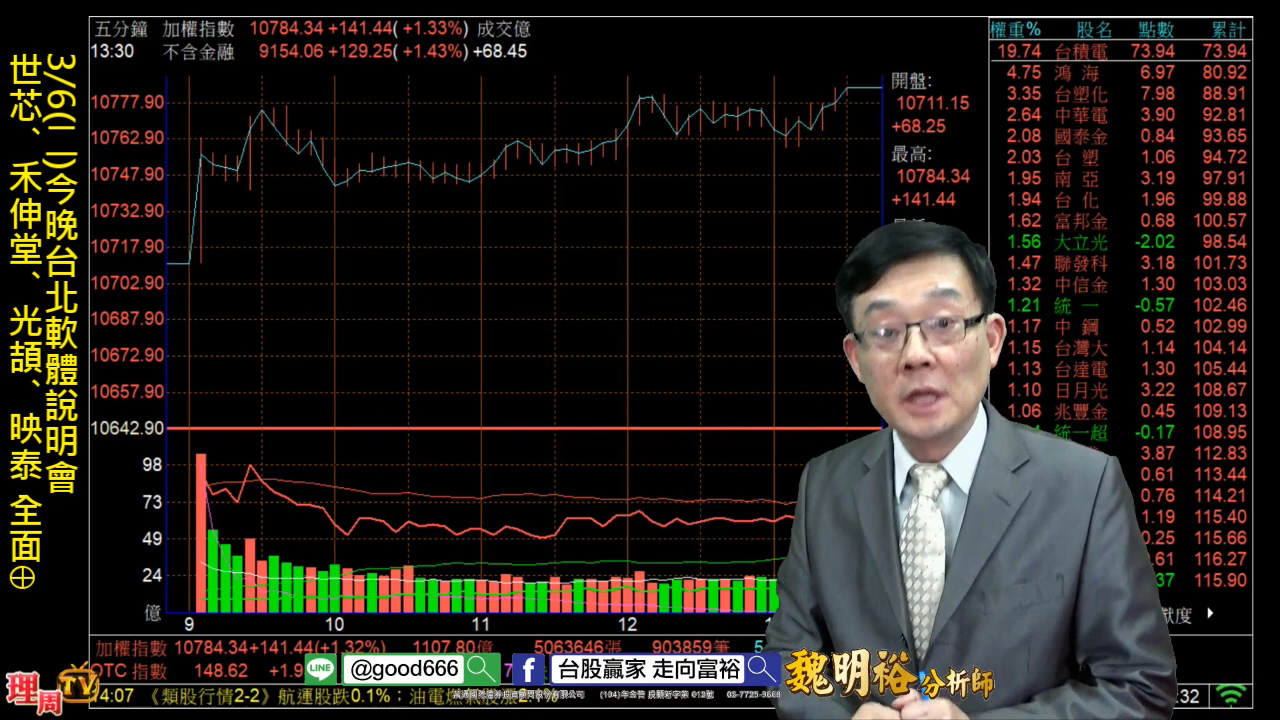 3/6(二)今晚台北軟體說明會
世芯、禾伸堂、光頡、映泰 全面⊕
五分鐘 加權指數 10784.34 +141.44( +1.33%) 成交億
13:30 不含金融 9154.06 +129.25( +1.43%) +68.45
10777.90
10762.90
10747.90
10732.90
10717.90
10702.90
10687.90
10672.90
10657.90
10642.90
98
73
49
24
億
9 10 11 12
開盤:
10711.15
+68.25
最高:
10784.34
+141.44
權重% 股名 點數 累計
19.74 台積電 73.94 73.94
4.75 鴻 海 6.97 80.92
3.35 台塑化 7.98 88.91
2.64 中華電 3.90 92.81
2.08 國泰金 0.84 93.65
2.03 台 塑 1.06 94.72
1.95 南 亞 3.19 97.91
1.94 台 化 1.96 99.88
1.62 富邦金 0.68 100.57
1.56 大立光 -2.02 98.54
1.47 聯發科 3.18 101.73
1.32 中信金 1.30 103.03
1.21 統 一 -0.57 102.46
1.17 中 鋼 0.52 102.99
1.15 台灣大 1.14 104.14
1.13 台達電 1.30 105.44
1.10 日月光 3.22 108.67
1.06 兆豐金 0.45 109.13
統一超 -0.17 108.95
3.87 112.83
0.61 113.44
0.76 114.21
1.19 115.40
0.25 115.66
.61 116.27
.37 115.90
獻度
加權指數 10784.34 +141.44(+1.32%) 1107.80億 5063646張 903859筆
OTC 指數 148.62 +1.9
LINE @good666 f 台股贏家 走向富裕
魏明裕 分析師
理周TV
14:07 《類股行情2-2》航運股跌0.1%；油電燃氣股漲2.1%
:32